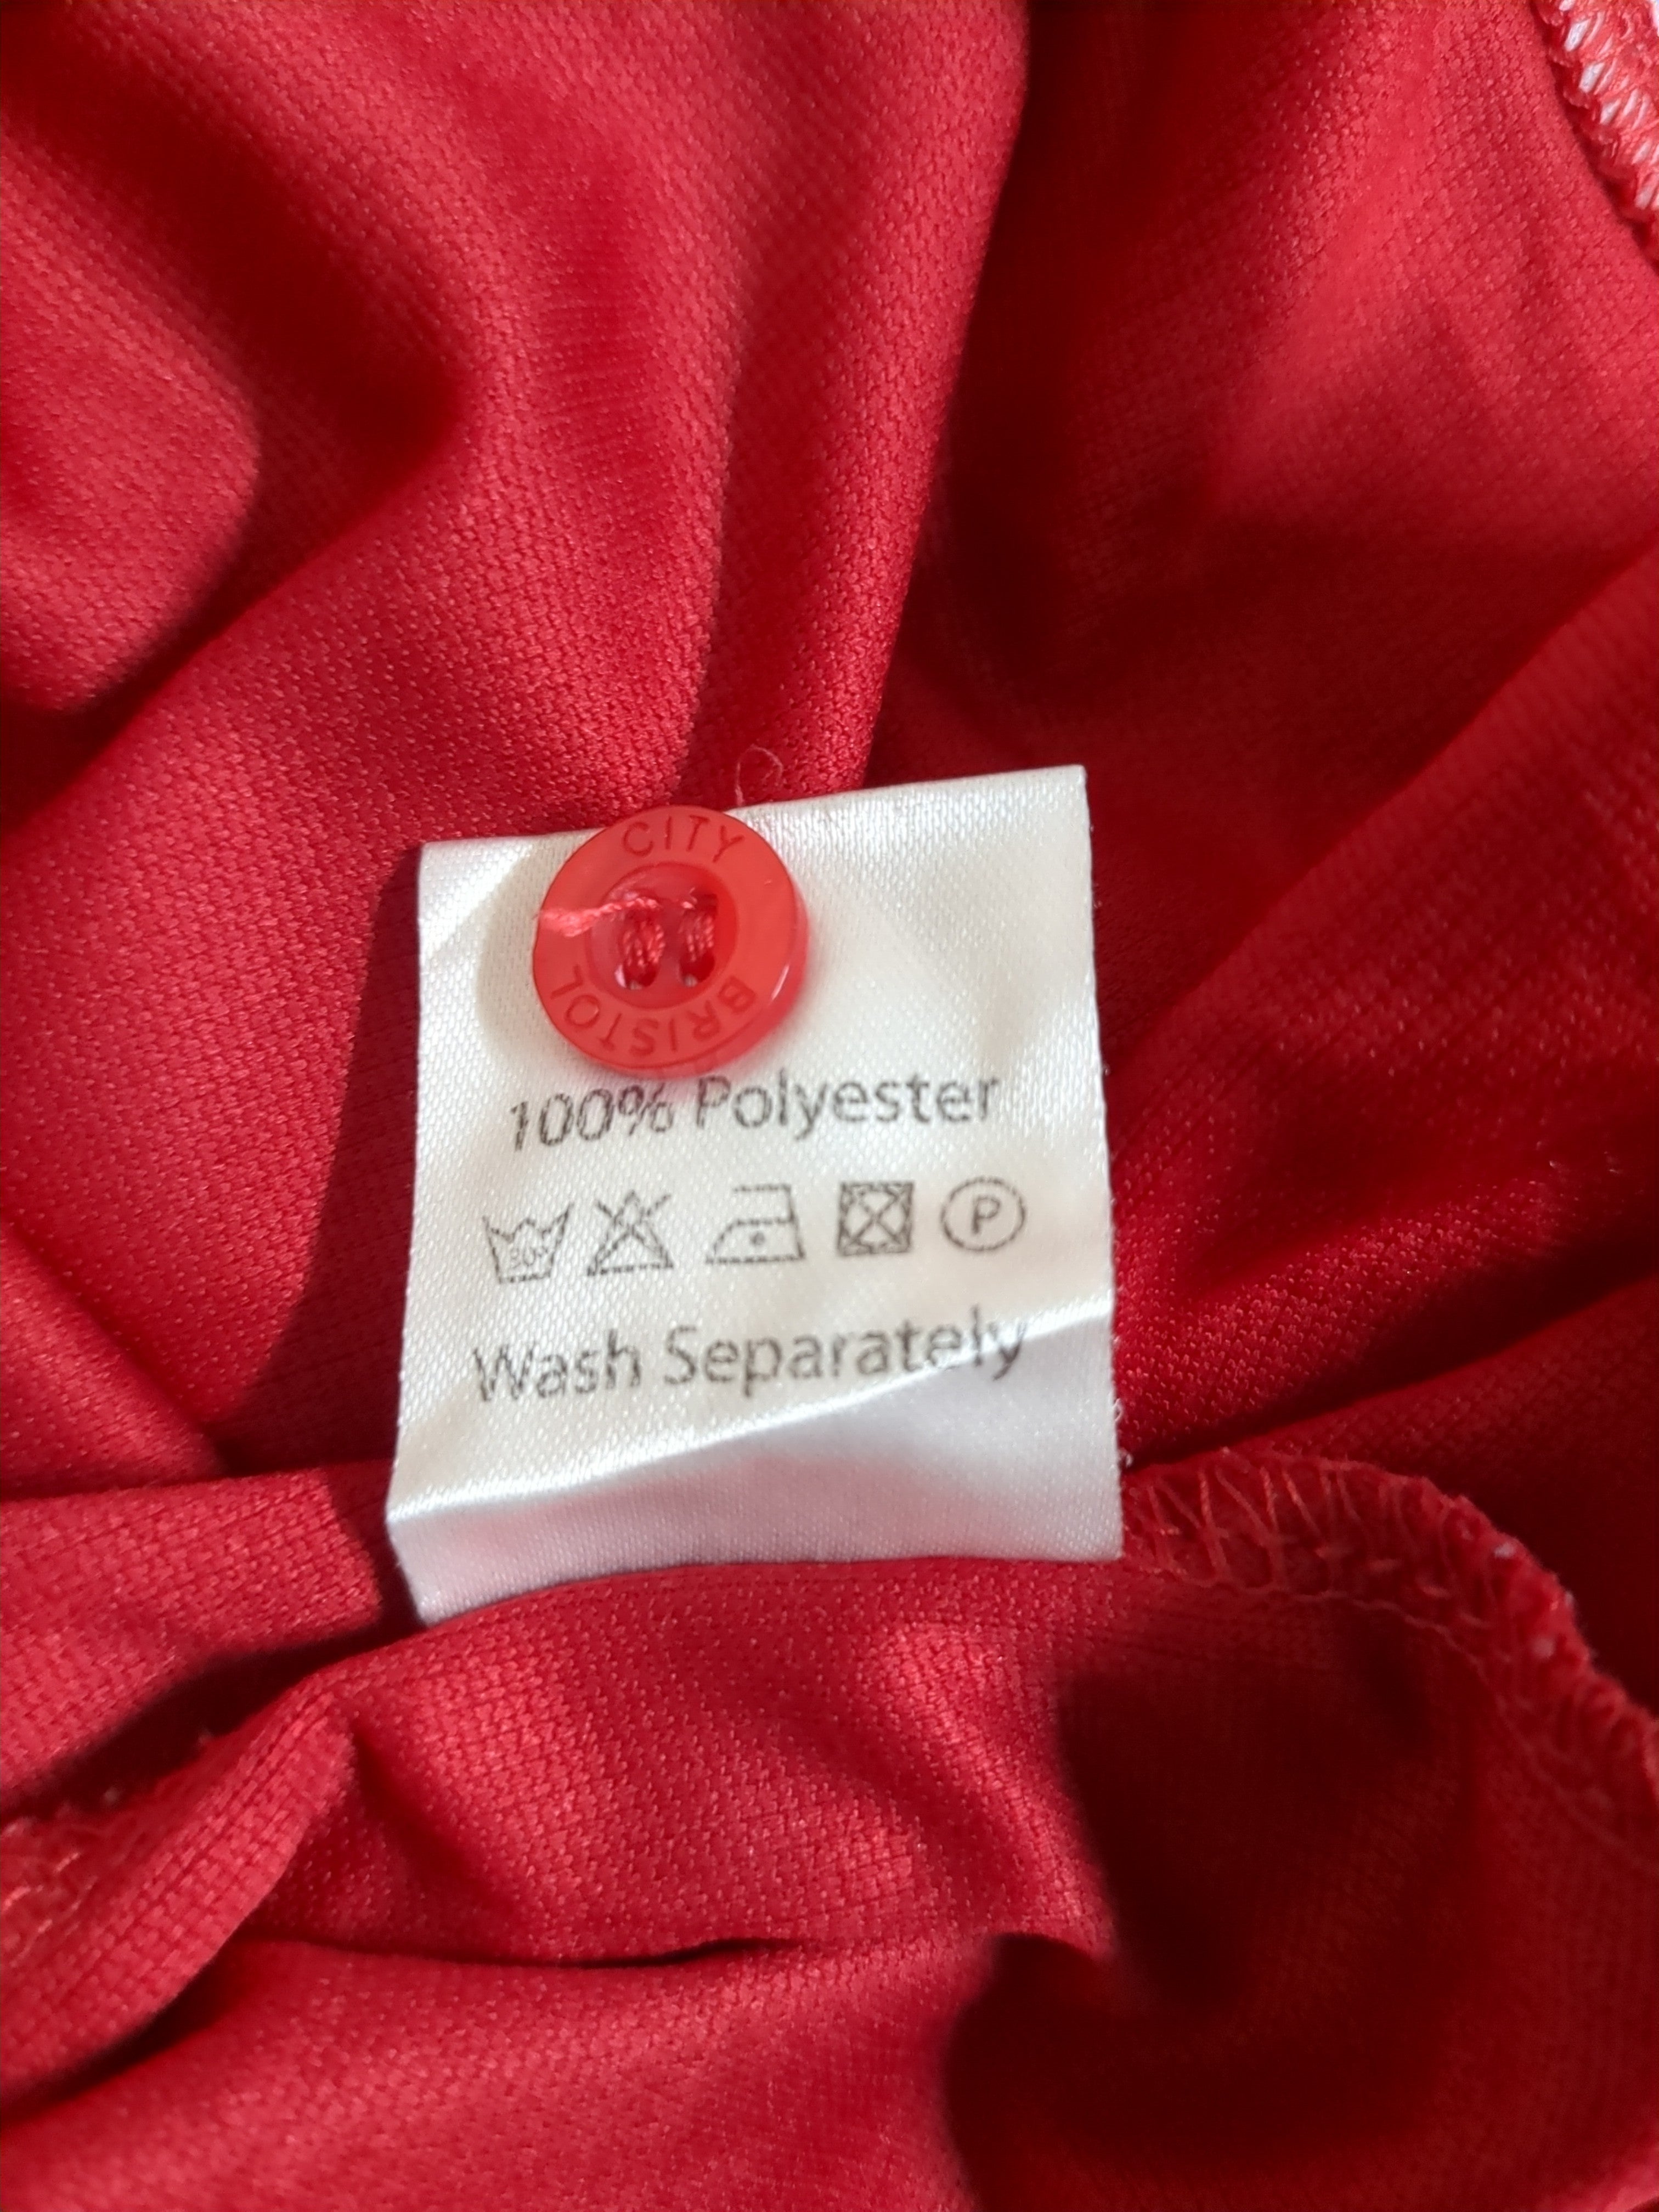 CITY
BRISTOL
100% Polyester
30°
P
Wash Separately